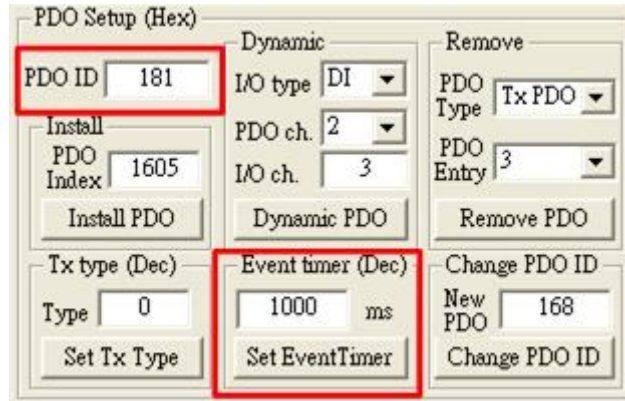 PDO Setup (Hex)
PDO ID 181
Install
PDO
Index 1605
Install PDO
Dynamic
I/O type DI
PDO ch. 2
I/O ch. 3
Dynamic PDO
Remove
PDO
Type Tx PDO
PDO
Entry 3
Remove PDO
Tx type (Dec)
Type 0
Set Tx Type
Event timer (Dec)
1000 ms
Set EventTimer
Change PDO ID
New
PDO 168
Change PDO ID